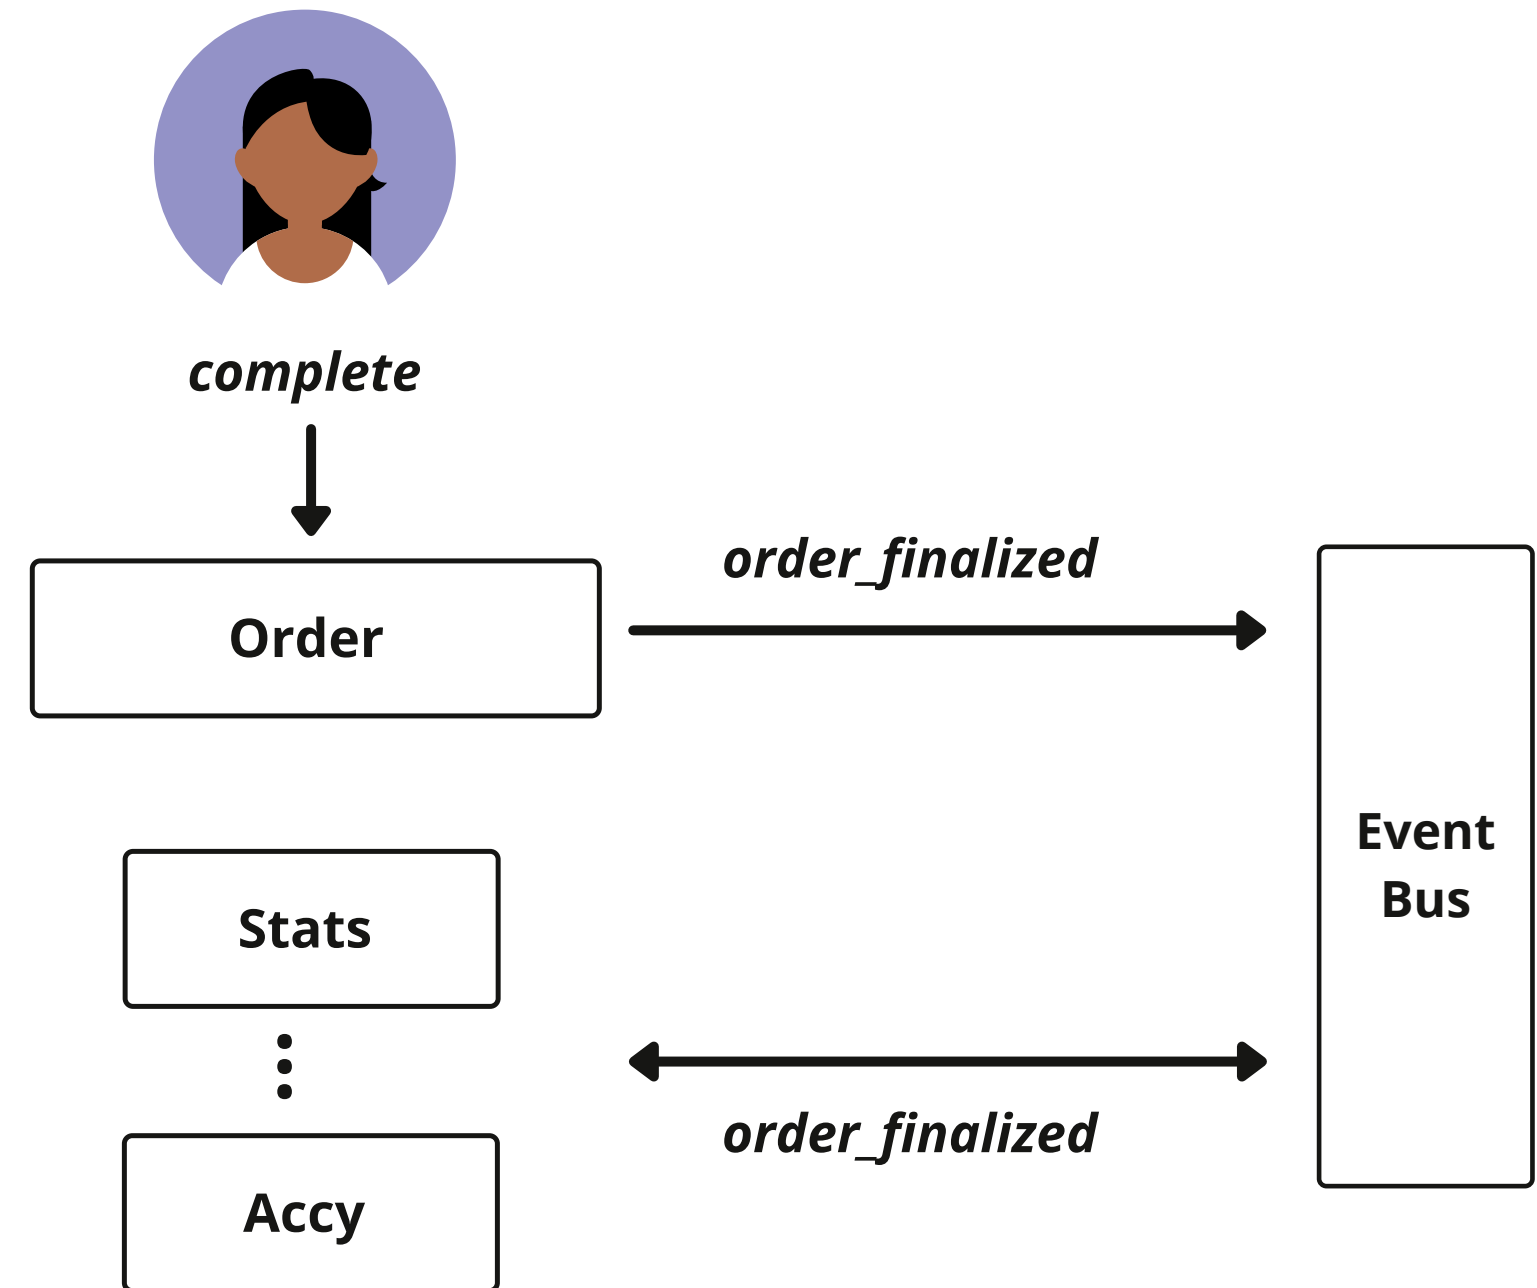 complete
order_finalized
Order
Event
Bus
Stats
order_finalized
Accy